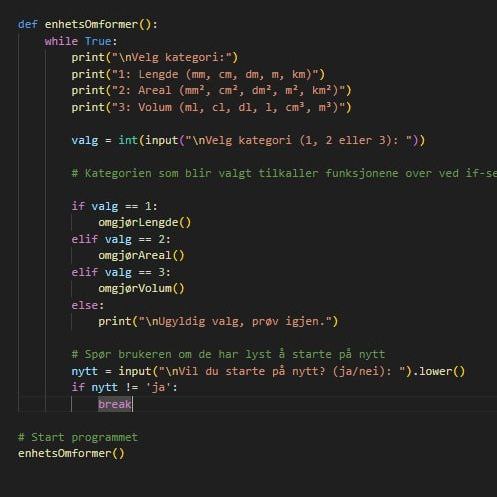 def enhetsOmformer():
while True:
print("\nVelg kategori:")
print("1: Lengde (mm, cm, dm, m, km)")
print("2: Areal (mm², cm², dm², m², km²)")
print("3: Volum (ml, cl, dl, l, cm³, m³)")
valg = int(input("\nVelg kategori (1, 2 eller 3): "))
# Kategorien som blir valgt tilkaller funksjonene over ved if-se
if valg == 1:
omgjørLengde()
elif valg == 2:
omgjørAreal()
elif valg == 3:
omgjørVolum()
else:
print("\nUgyldig valg, prøv igjen.")
# Spør brukeren om de har lyst å starte på nytt
nytt = input("\nVil du starte på nytt? (ja/nei): ").lower()
if nytt != 'ja':
break
# Start programmet
enhetsOmformer()